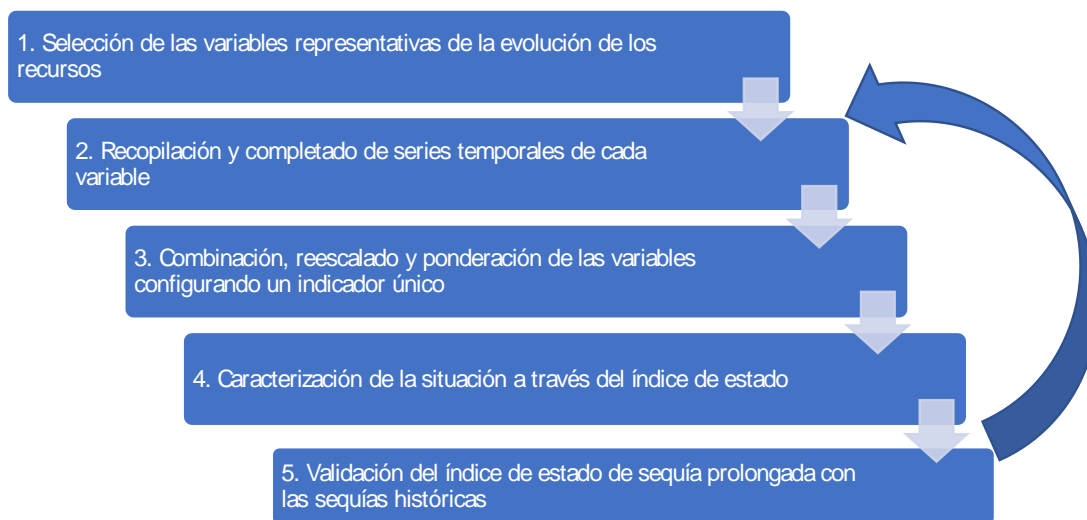 1. Selección de las variables representativas de la evolución de los
recursos
2. Recopilación y completado de series temporales de cada
variable
3. Combinación, reescalado y ponderación de las variables
configurando un indicador único
4. Caracterización de la situación a través del índice de estado
5. Validación del índice de estado de sequía prolongada con
las sequías históricas